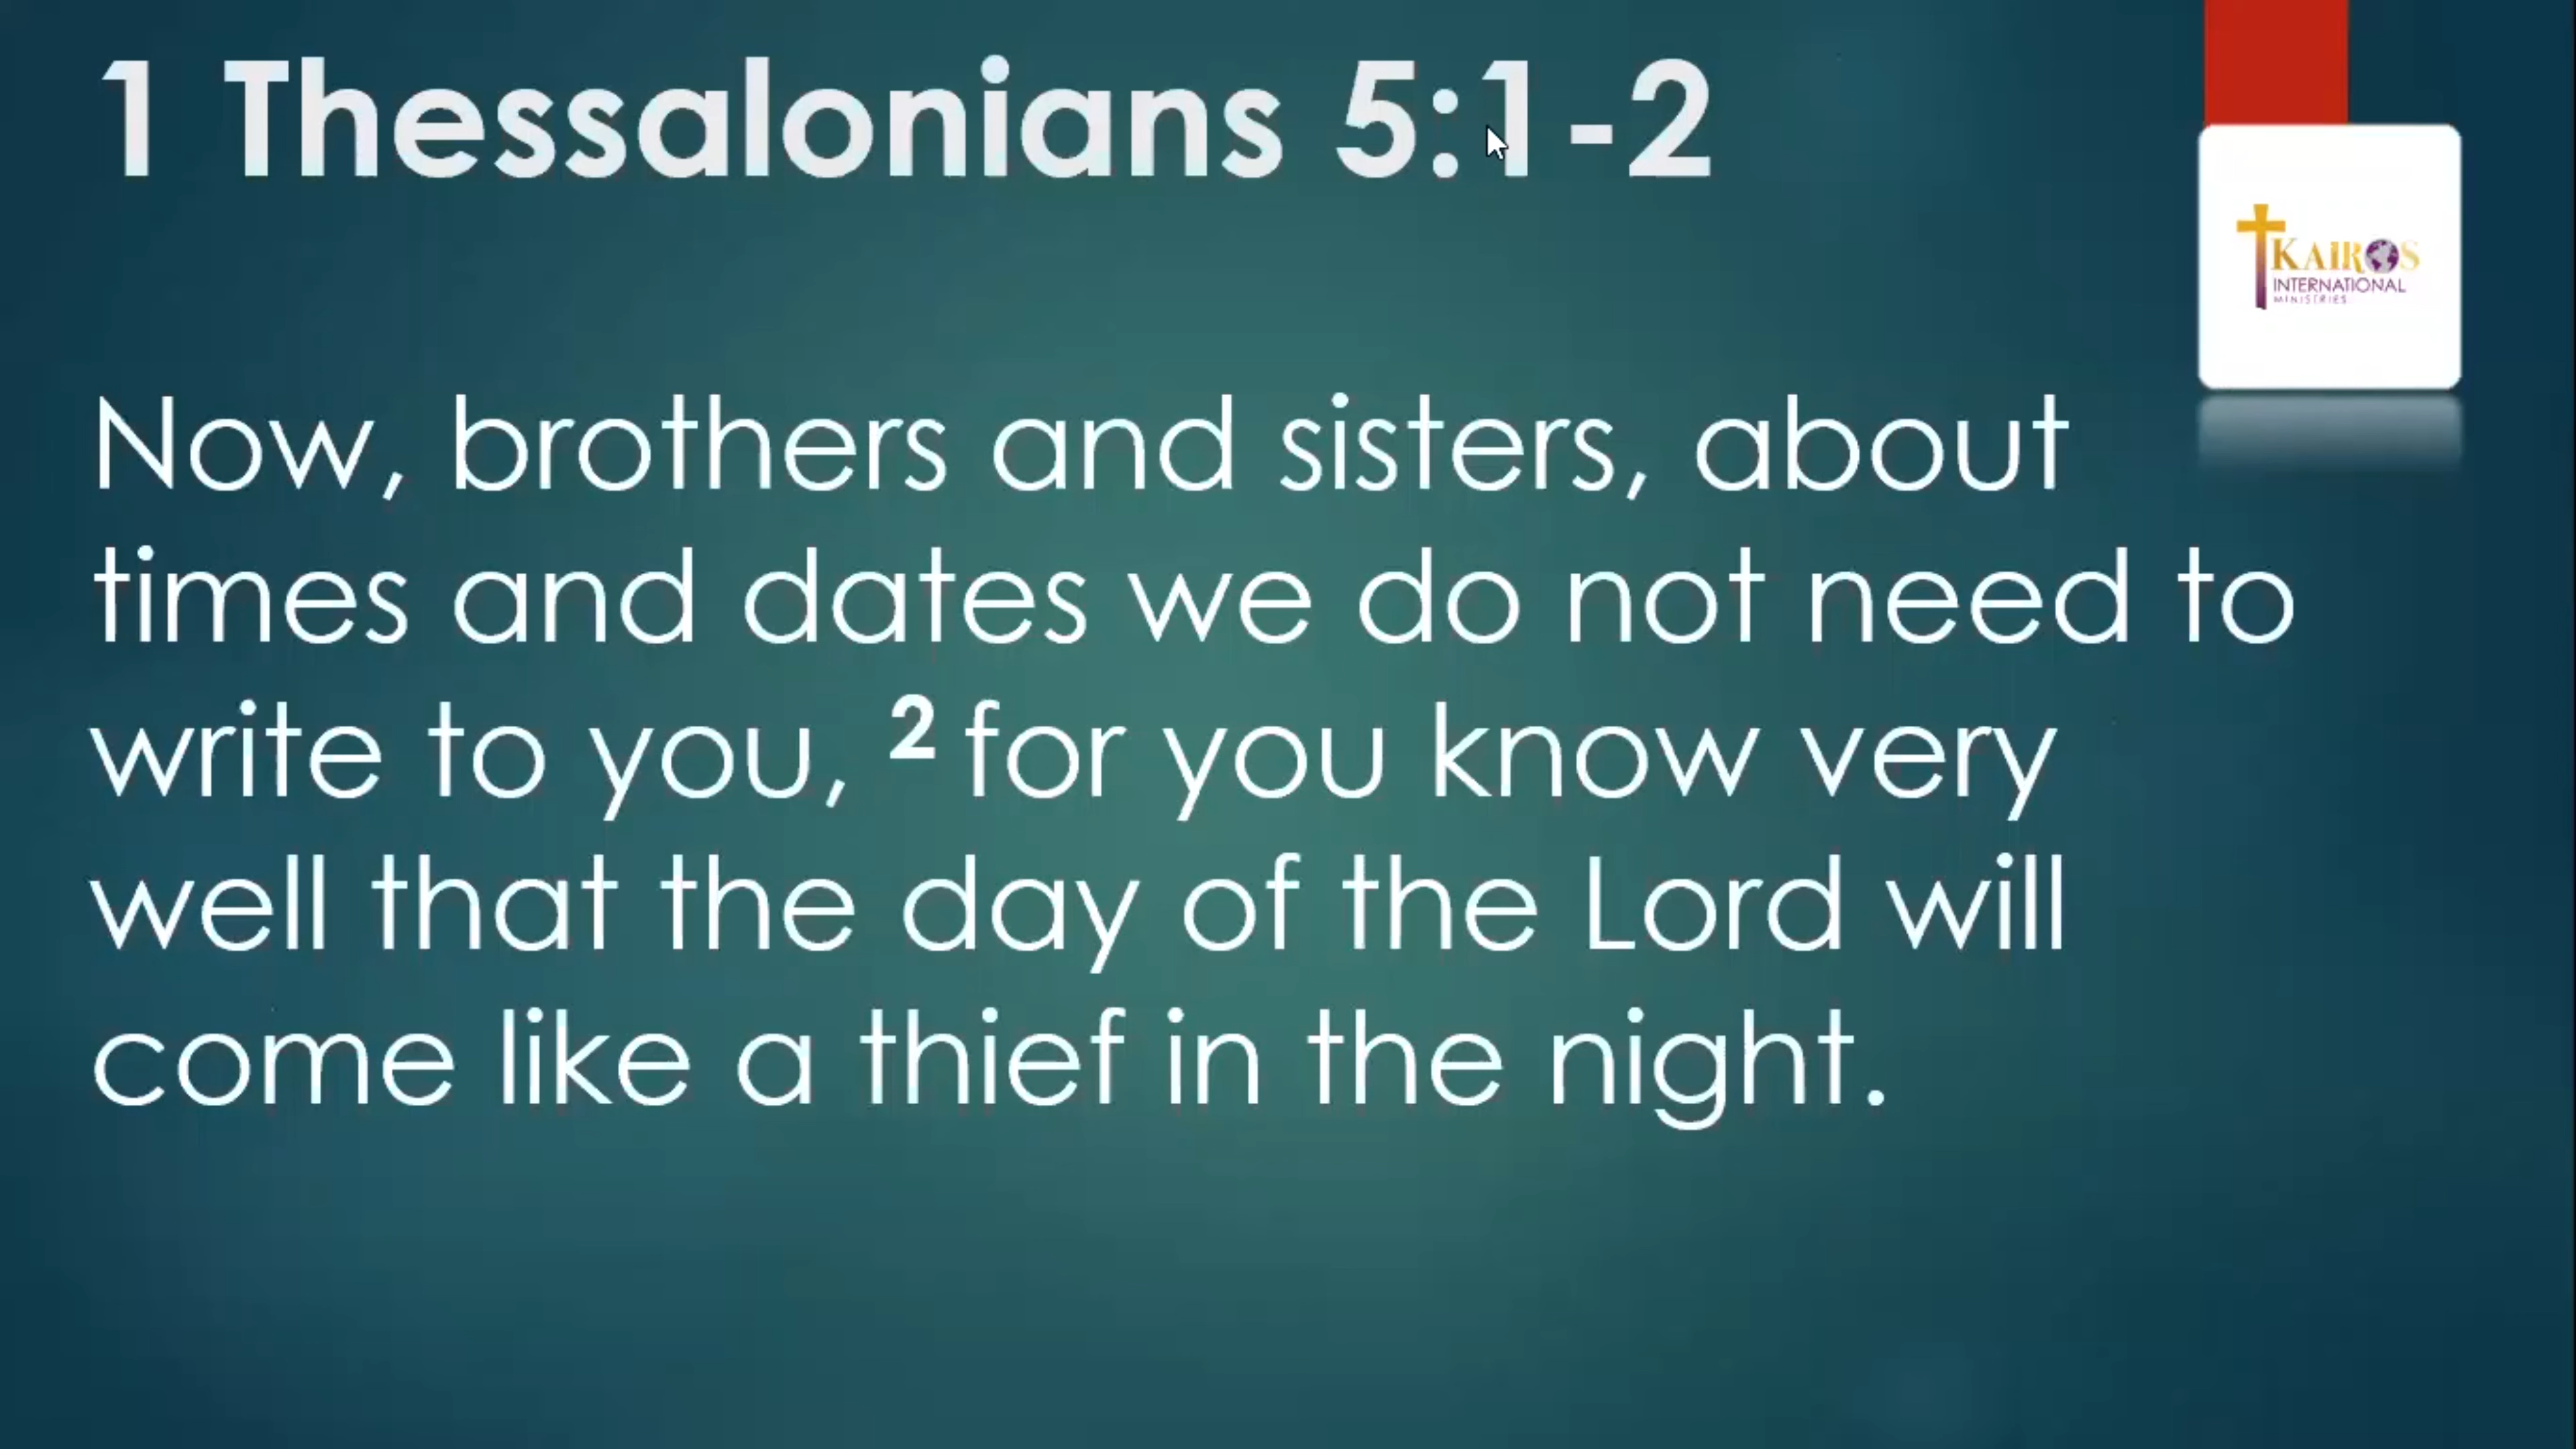 1 Thessalonians 5:1-2
KAIROS
INTERNATIONAL
MINISTRIES
Now, brothers and sisters, about
times and dates we do not need to
write to you, 2 for you know very
well that the day of the Lord will
come like a thief in the night.